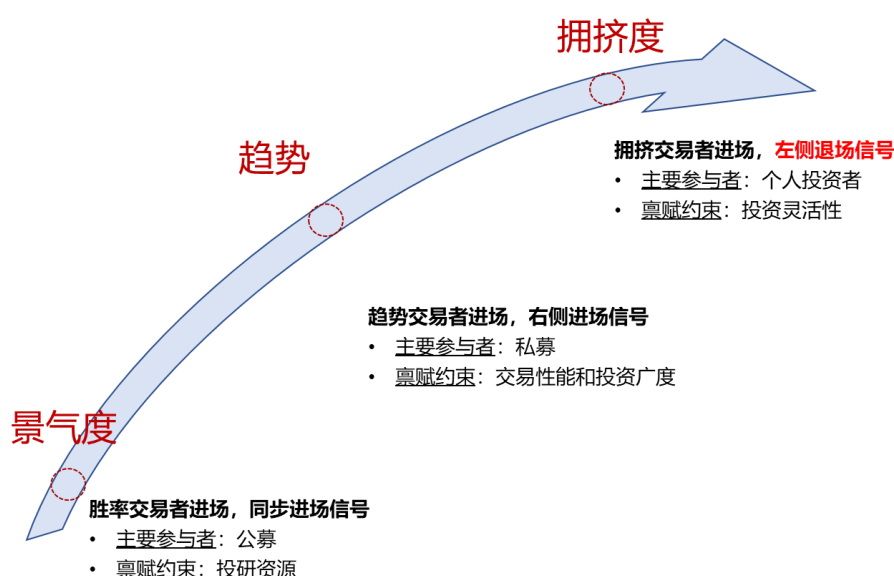 拥挤度
拥挤交易者进场，左侧退场信号
• 主要参与者：个人投资者
• 禀赋约束：投资灵活性
趋势
趋势交易者进场，右侧进场信号
• 主要参与者：私募
• 禀赋约束：交易性能和投资广度
景气度
胜率交易者进场，同步进场信号
• 主要参与者：公募
• 禀赋约束：投研资源